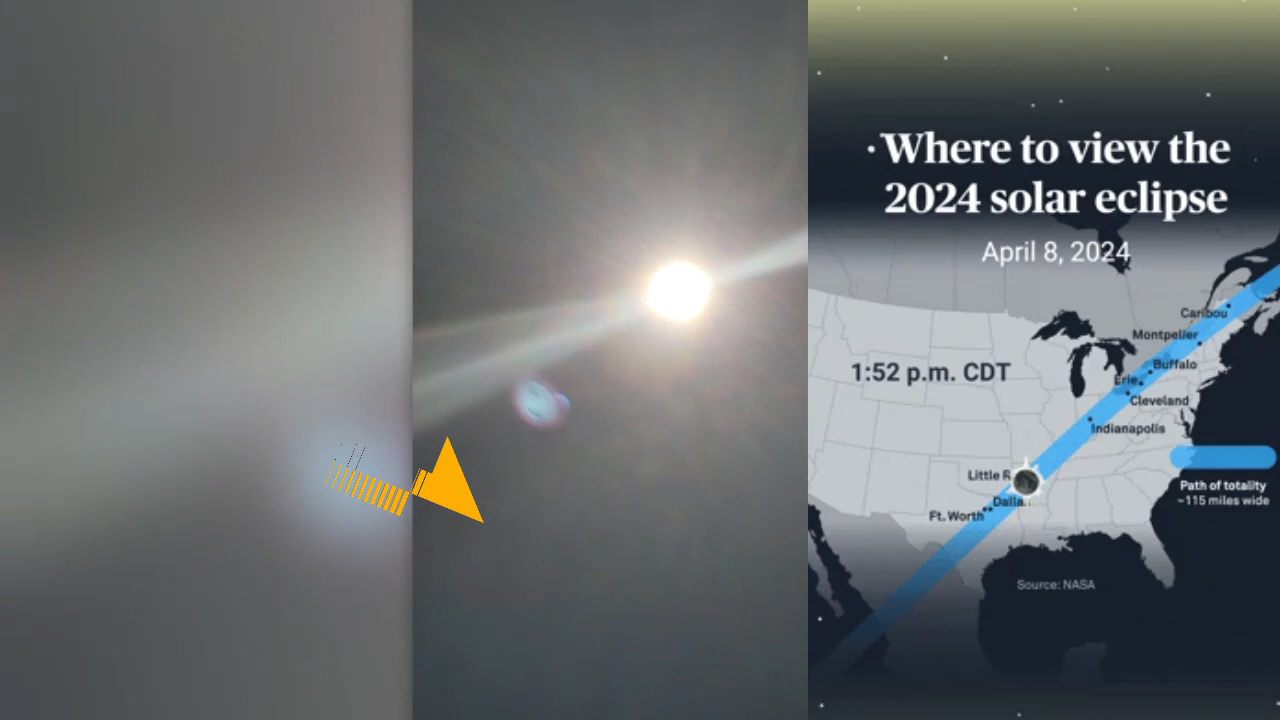 Where to view the
2024 solar eclipse
April 8, 2024
Caribou
Montpelier
1:52 p.m. CDT
Buffalo
Erie
Cleveland
Indianapolis
Little
Path of totality
~115 miles wide
Ft. Worth
Source: NASA